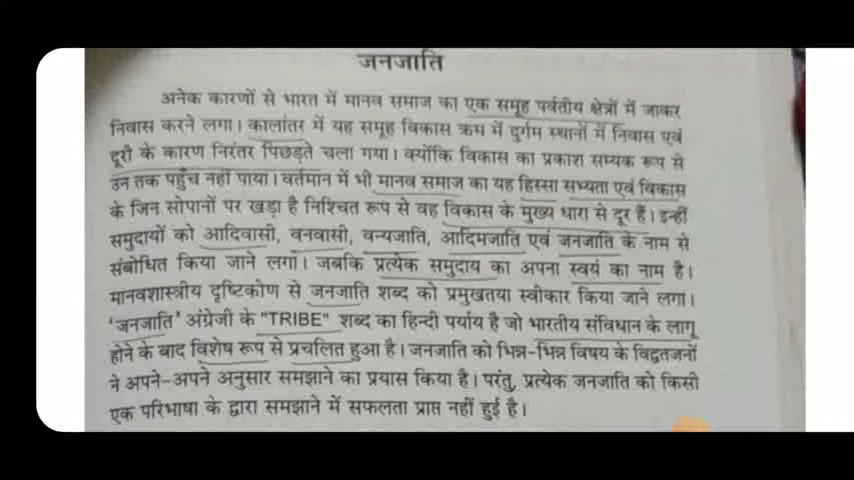 जनजाति
अनेक कारणों से भारत में मानव समाज का एक समूह पर्वतीय क्षेत्रों में जाकर
निवास करने लगा। कालांतर में यह समूह विकास क्रम में दुर्गम स्थानों में निवास एवं
दूरी के कारण निरंतर पिछड़ते चला गया। क्योंकि विकास का प्रकाश सम्यक रूप से
उन तक पहुँच नहीं पाया। वर्तमान में भी मानव समाज का यह हिस्सा सभ्यता एवं विकास
के जिन सोपानों पर खड़ा है निश्चित रूप से वह विकास के मुख्य धारा से दूर हैं। इन्हीं
समुदायों को आदिवासी, वनवासी, वन्यजाति, आदिमजाति एवं जनजाति के नाम से
संबोधित किया जाने लगा। जबकि प्रत्येक समुदाय का अपना स्वयं का नाम है।
मानवशास्त्रीय दृष्टिकोण से जनजाति शब्द को प्रमुखतया स्वीकार किया जाने लगा।
'जनजाति' अंग्रेजी के "TRIBE" शब्द का हिन्दी पर्याय है जो भारतीय संविधान के लागू
होने के बाद विशेष रूप से प्रचलित हुआ है। जनजाति को भिन्न-भिन्न विषय के विद्वतजनों
ने अपने-अपने अनुसार समझाने का प्रयास किया है। परंतु, प्रत्येक जनजाति को किसी
एक परिभाषा के द्वारा समझाने में सफलता प्राप्त नहीं हुई है।